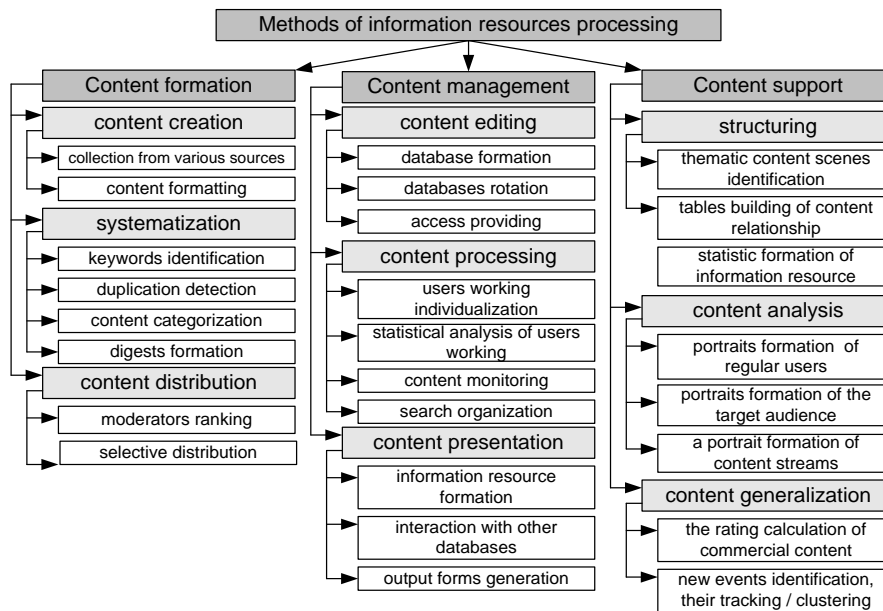 Methods of information resources processing
Content formation
content creation
collection from various sources
content formatting
systematization
keywords identification
duplication detection
content categorization
digests formation
content distribution
moderators ranking
selective distribution
Content management
content editing
database formation
databases rotation
access providing
content processing
users working
individualization
statistical analysis of users
working
content monitoring
search organization
content presentation
information resource
formation
interaction with other
databases
output forms generation
Content support
structuring
thematic content scenes
identification
tables building of content
relationship
statistic formation of
information resource
content analysis
portraits formation of
regular users
portraits formation of the
target audience
a portrait formation of
content streams
content generalization
the rating calculation of
commercial content
new events identification,
their tracking / clustering